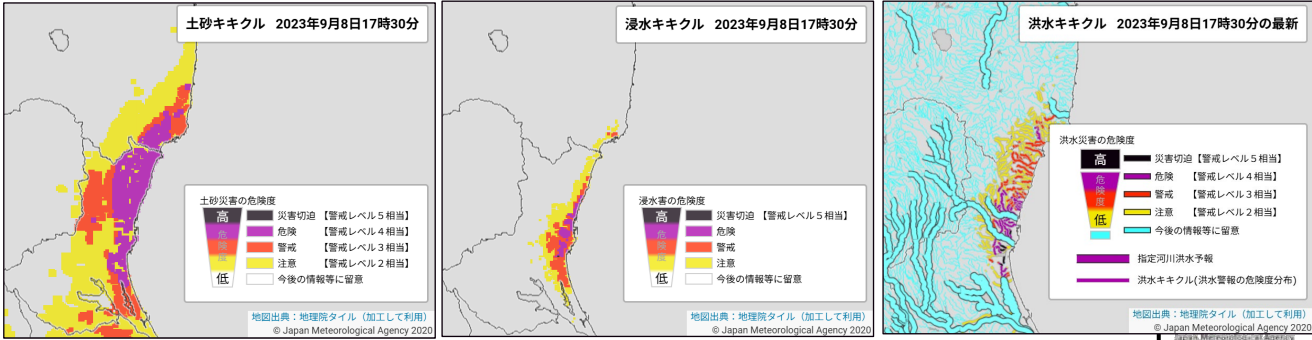 土砂キキクル 2023年9月8日17時30分
土砂災害の危険度
高
危険度
低
災害切迫【警戒レベル5相当】
危険 【警戒レベル4相当】
警戒 【警戒レベル3相当】
注意 【警戒レベル2相当】
今後の情報等に留意
地図出典：地理院タイル（加工して利用）
© Japan Meteorological Agency 2020
浸水キキクル 2023年9月8日17時30分
浸水害の危険度
高
危険度
低
災害切迫【警戒レベル5相当】
危険
警戒
注意
今後の情報等に留意
地図出典：地理院タイル（加工して利用）
© Japan Meteorological Agency 2020
洪水キキクル 2023年9月8日17時30分の最新
洪水災害の危険度
高
危険度
低
災害切迫【警戒レベル5相当】
危険 【警戒レベル4相当】
警戒 【警戒レベル3相当】
注意 【警戒レベル2相当】
今後の情報等に留意
指定河川洪水予報
洪水キキクル(洪水警報の危険度分布)
地図出典：地理院タイル（加工して利用）
© Japan Meteorological Agency 2020